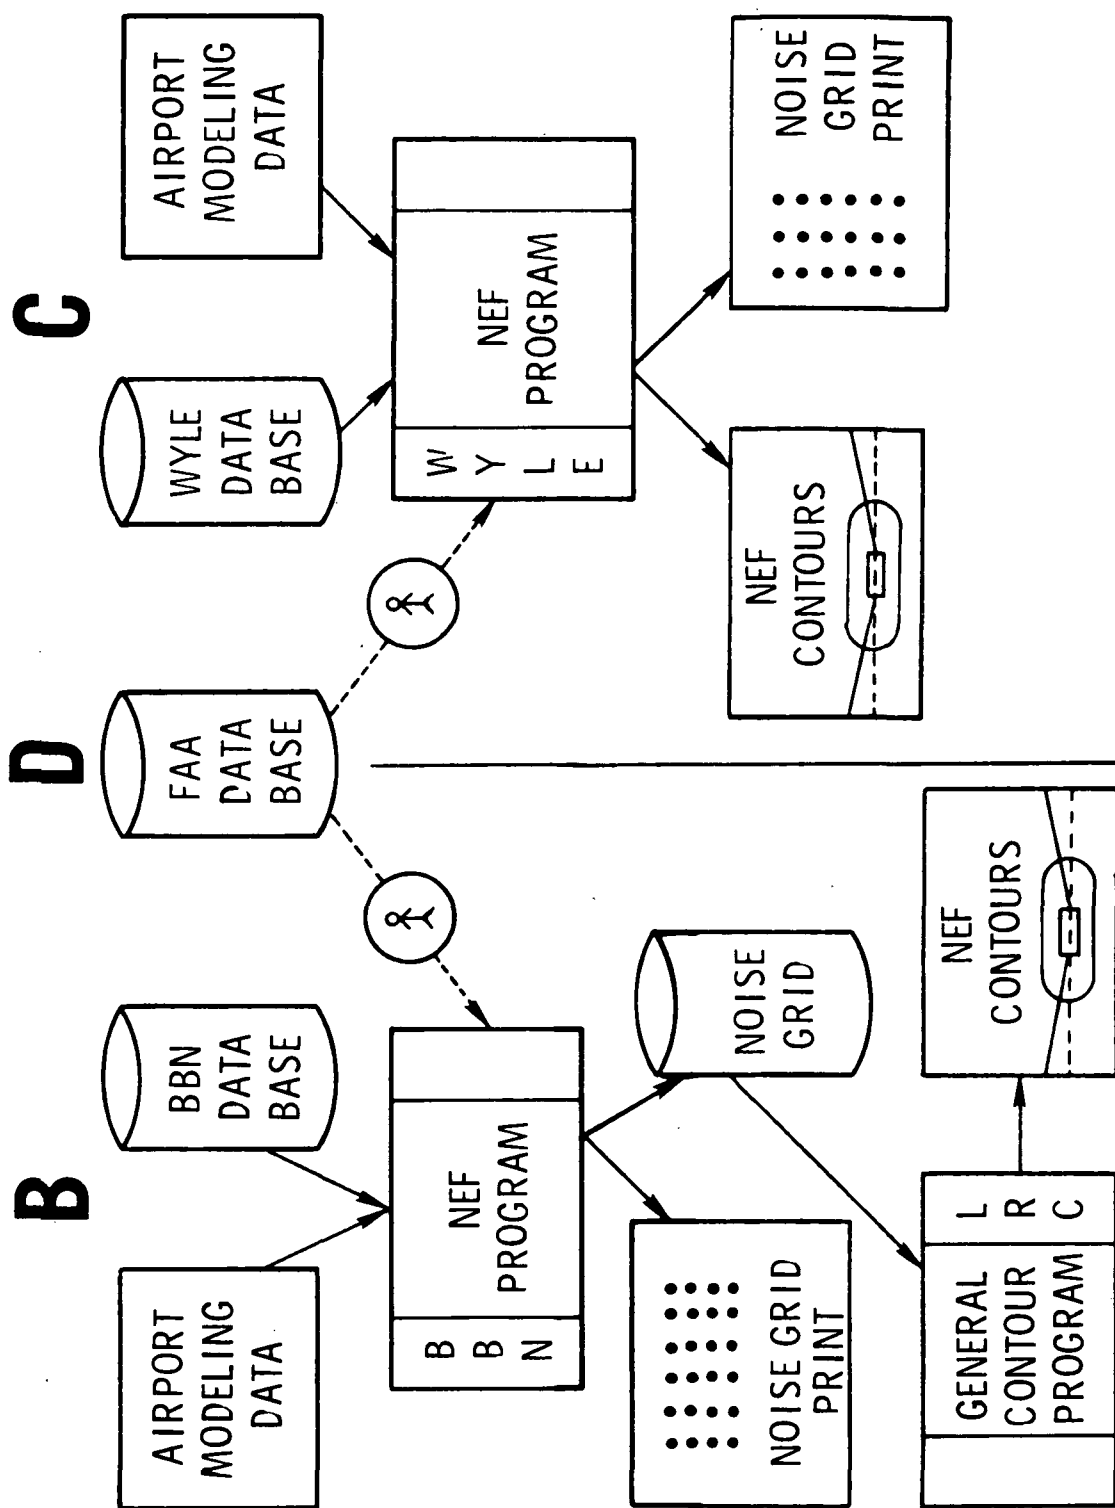 B
D
C
AIRPORT
MODELING
DATA
BBN
DATA
BASE
FAA
DATA
BASE
WYLE
DATA
BASE
AIRPORT
MODELING
DATA
B
B
N
NEF
PROGRAM
W
Y
L
E
NEF
PROGRAM
NOISE GRID
PRINT
NOISE
GRID
NEF
CONTOURS
NOISE
GRID
PRINT
GENERAL
CONTOUR
PROGRAM
L
R
C
NEF
CONTOURS